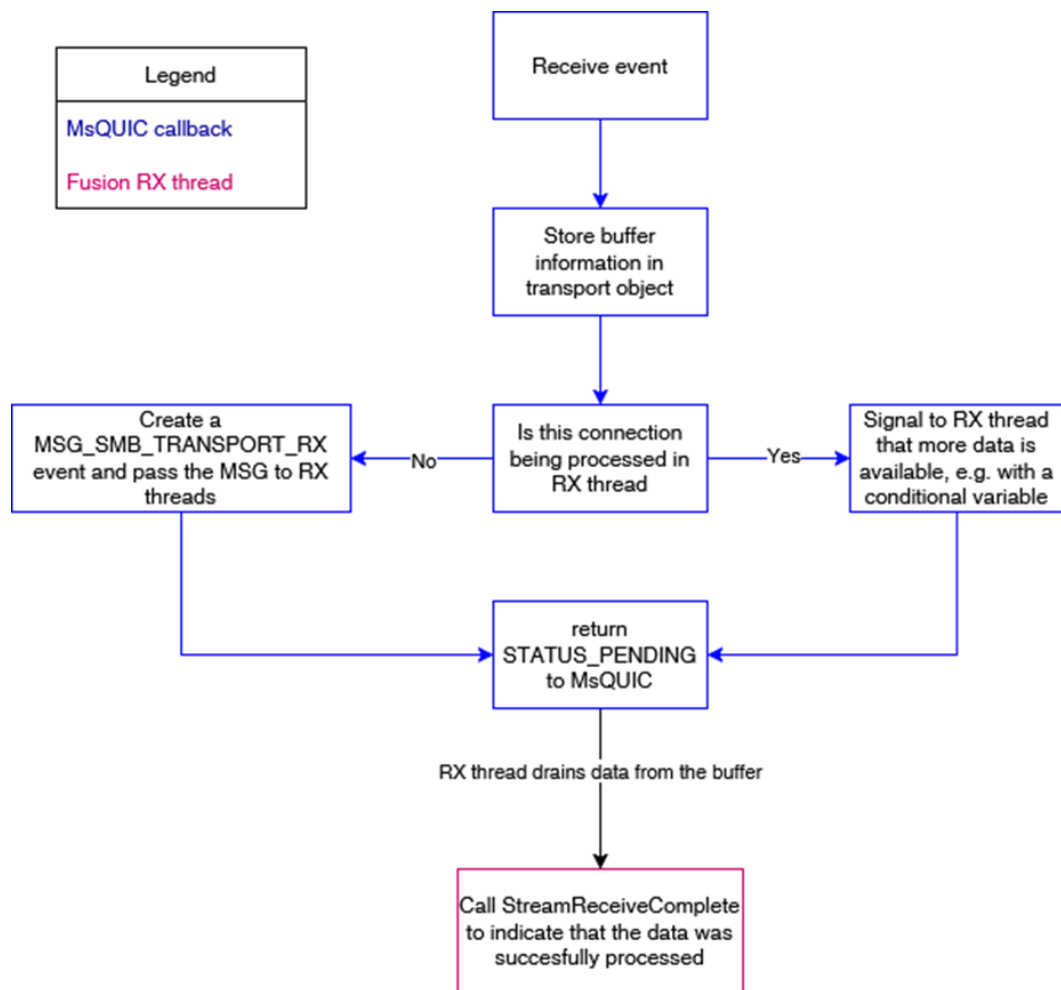 Legend
MsQUIC callback
Fusion RX thread
Receive event
Store buffer
information in
transport object
Create a
MSG_SMB_TRANSPORT_RX
event and pass the MSG to RX
threads
No
Is this connection
being processed in
RX thread
Yes
Signal to RX thread
that more data is
available, e.g. with a
conditional variable
return
STATUS_PENDING
to MsQUIC
RX thread drains data from the buffer
Call StreamReceiveComplete
to indicate that the data was
succesfully processed